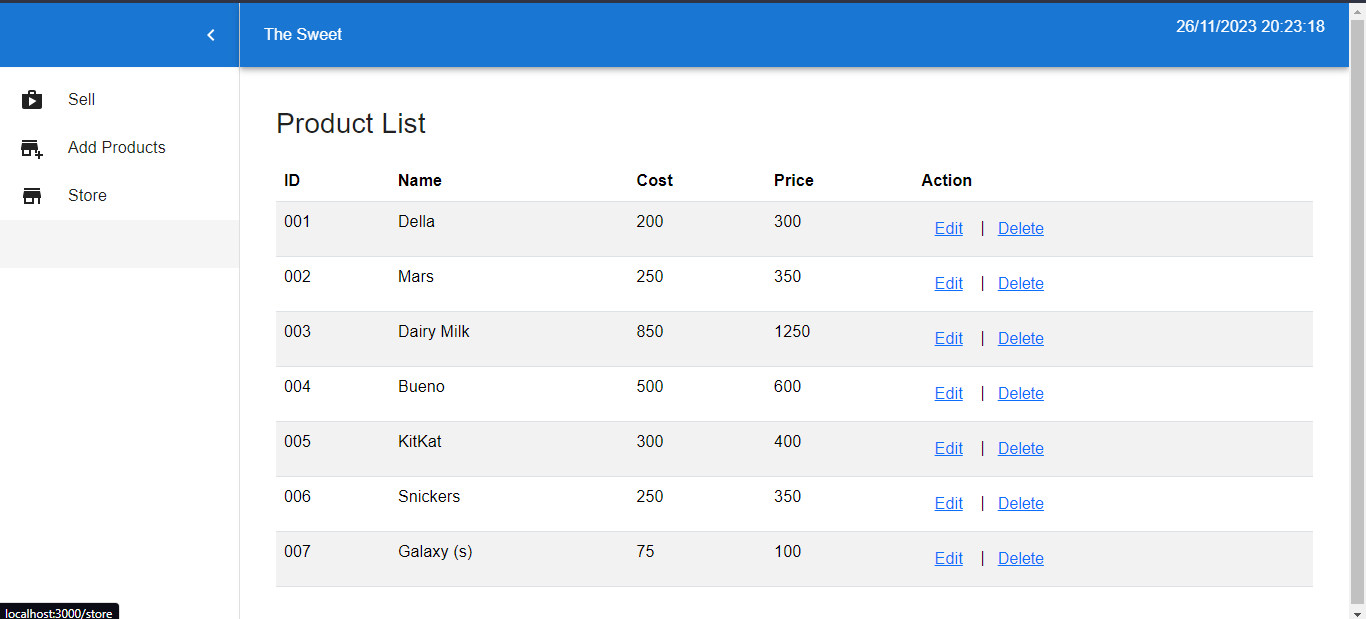 The Sweet
26/11/2023 20:23:18
Sell
Add Products
Store
Product List
ID Name Cost Price Action
001 Della 200 300 Edit | Delete
002 Mars 250 350 Edit | Delete
003 Dairy Milk 850 1250 Edit | Delete
004 Bueno 500 600 Edit | Delete
005 KitKat 300 400 Edit | Delete
006 Snickers 250 350 Edit | Delete
007 Galaxy (s) 75 100 Edit | Delete
localhost:3000/store